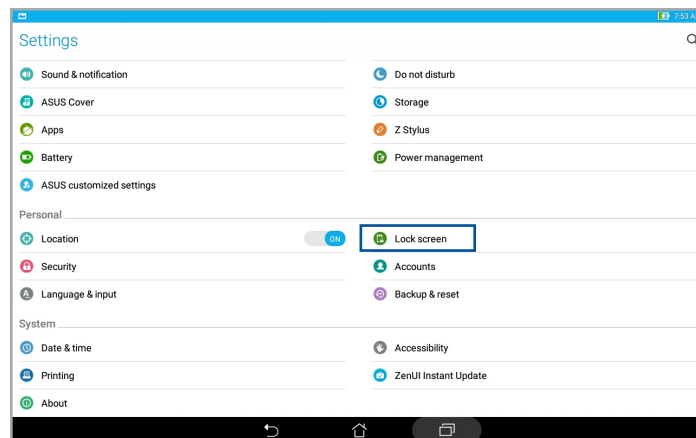 7:53 A
Settings
Sound & notification
Do not disturb
ASUS Cover
Storage
Apps
Z Stylus
Battery
Power management
ASUS customized settings
Personal
Location
ON
Lock screen
Security
Accounts
A Language & input
Backup & reset
System
Date & time
Accessibility
Printing
ZenUI Instant Update
About